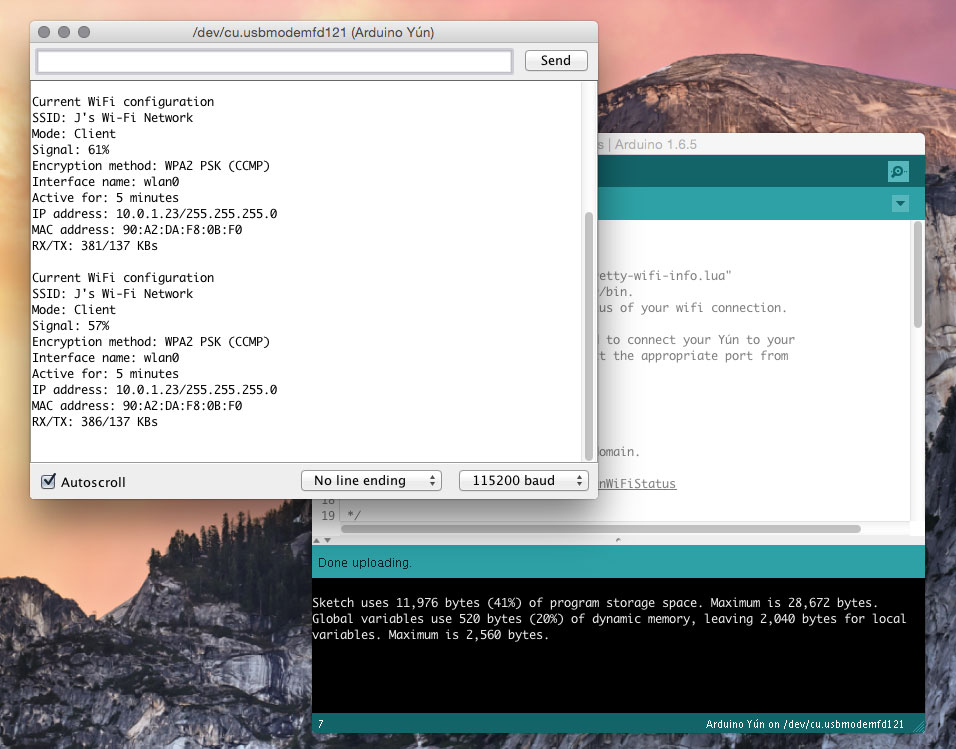 /dev/cu.usbmodemfd121 (Arduino Yún)
Send
Current WiFi configuration
SSID: J's Wi-Fi Network
Mode: Client
Signal: 61%
Encryption method: WPA2 PSK (CCMP)
Interface name: wlan0
Active for: 5 minutes
IP address: 10.0.1.23/255.255.255.0
MAC address: 90:A2:DA:F8:0B:F0
RX/TX: 381/137 KBs
Current WiFi configuration
SSID: J's Wi-Fi Network
Mode: Client
Signal: 57%
Encryption method: WPA2 PSK (CCMP)
Interface name: wlan0
Active for: 5 minutes
IP address: 10.0.1.23/255.255.255.0
MAC address: 90:A2:DA:F8:0B:F0
RX/TX: 386/137 KBs
Autoscroll
No line ending
115200 baud
s | Arduino 1.6.5
etty-wifi-info.lua"
/bin.
us of your wifi connection.
to connect your Yún to your
t the appropriate port from
omain.
nWiFiStatus
18
19 */
Done uploading.
Sketch uses 11,976 bytes (41%) of program storage space. Maximum is 28,672 bytes.
Global variables use 520 bytes (20%) of dynamic memory, leaving 2,040 bytes for local
variables. Maximum is 2,560 bytes.
7
Arduino Yún on /dev/cu.usbmodemfd121